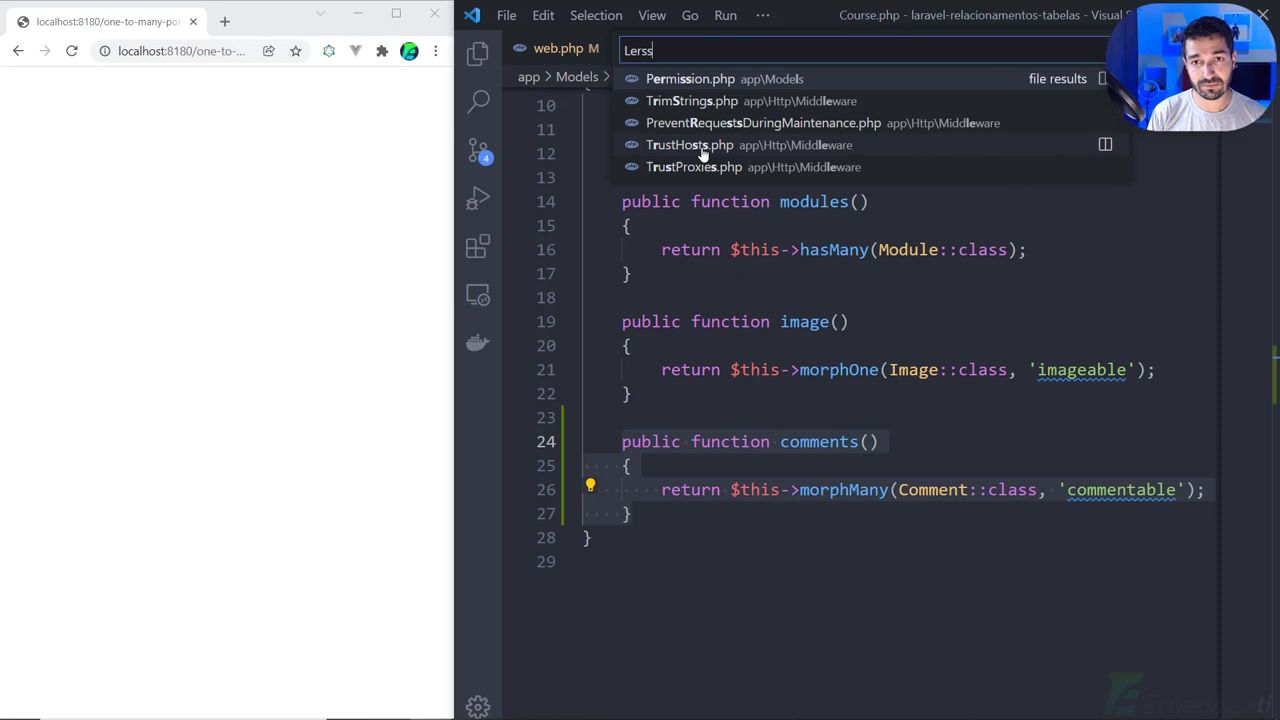 localhost:8180/one-to-many-pol
localhost:8180/one-to-...
File Edit Selection View Go Run ... Course.php - laravel-relacionamentos-tabelas - Visual S
web.php M
app > Models >
Lerss
Permission.php app\Models file results
TrimStrings.php app\Http\Middleware
PreventRequestsDuringMaintenance.php app\Http\Middleware
TrustHosts.php app\Http\Middleware
TrustProxies.php app\Http\Middleware
4
10
11
12
13
14 public function modules()
15 {
16 return $this->hasMany(Module::class);
17 }
18
19 public function image()
20 {
21 return $this->morphOne(Image::class, 'imageable');
22 }
23
24 public function comments()
25 {
26 return $this->morphMany(Comment::class, 'commentable');
27 }
28 }
29